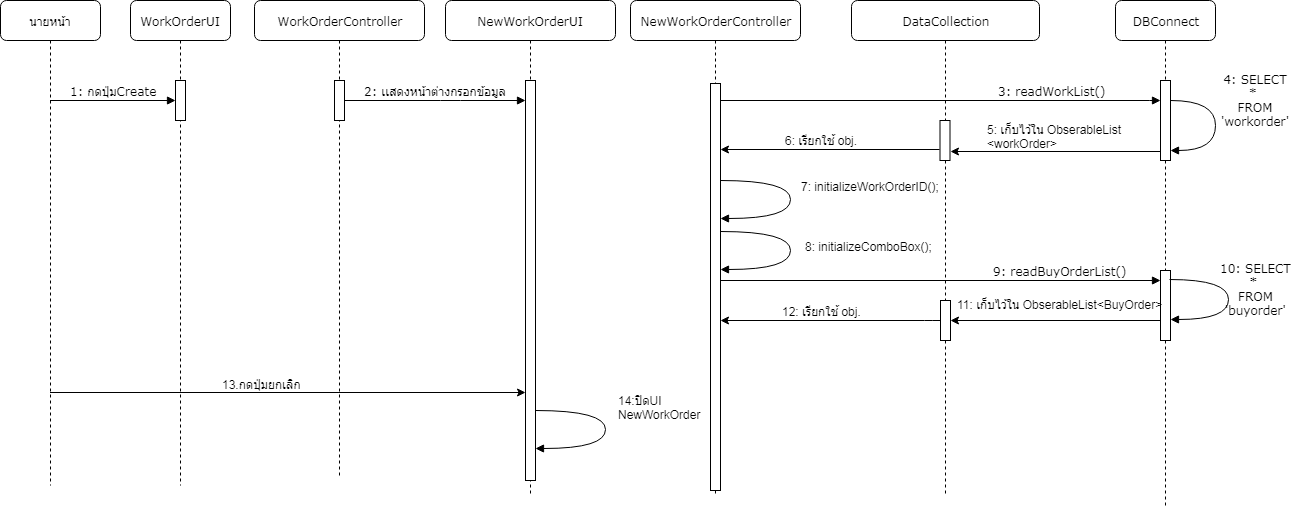 นายหน้า
WorkOrderUI
WorkOrderController
NewWorkOrderUI
NewWorkOrderController
DataCollection
DBConnect
1: กดปุ่มCreate
2: แสดงหน้าต่างกรอกข้อมูล
3: readWorkList()
4: SELECT
*
FROM
'workorder'
5: เก็บไว้ใน ObserableList
<workOrder>
6: เรียกใช้ obj.
7: initializeWorkOrderID();
8: initializeComboBox();
9: readBuyOrderList()
10: SELECT
*
FROM
'buyorder'
11: เก็บไว้ใน ObserableList<BuyOrder>
12: เรียกใช้ obj.
13.กดปุ่มยกเลิก
14:ปิดUI
NewWorkOrder